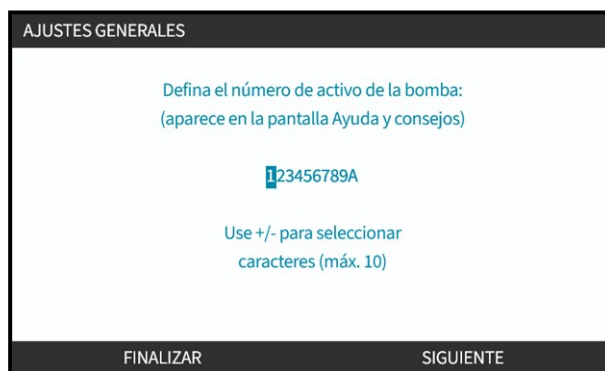 AJUSTES GENERALES
Defina el número de activo de la bomba:
(aparece en la pantalla Ayuda y consejos)
123456789A
Use +/- para seleccionar
caracteres (máx. 10)
FINALIZAR SIGUIENTE